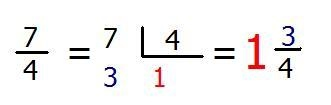 7/4 = 7 | 4 = 1 3/4
3 1